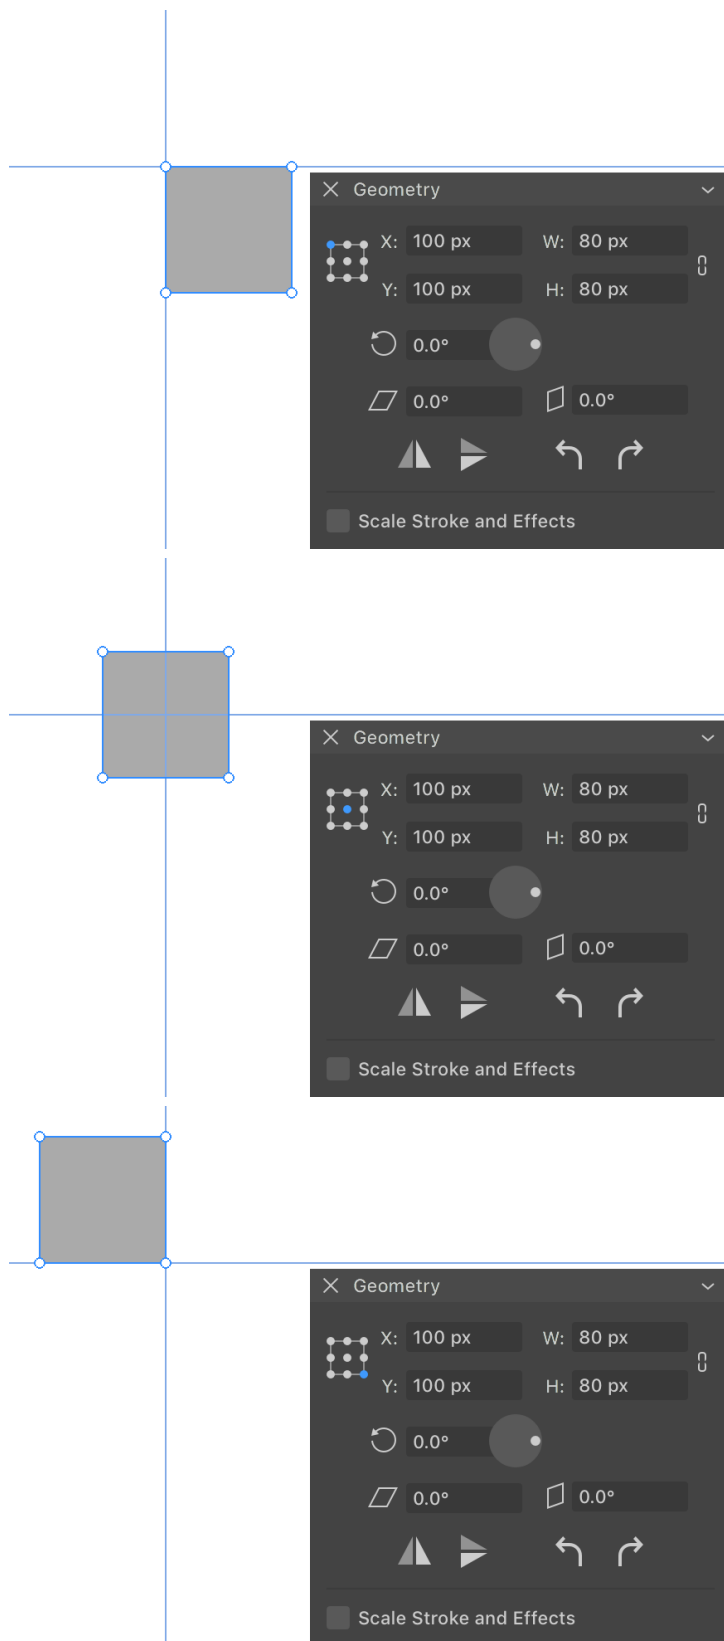 Geometry
X: 100 px W: 80 px
Y: 100 px H: 80 px
0.0°
0.0° 0.0°
Scale Stroke and Effects
Geometry
X: 100 px W: 80 px
Y: 100 px H: 80 px
0.0°
0.0° 0.0°
Scale Stroke and Effects
Geometry
X: 100 px W: 80 px
Y: 100 px H: 80 px
0.0°
0.0° 0.0°
Scale Stroke and Effects